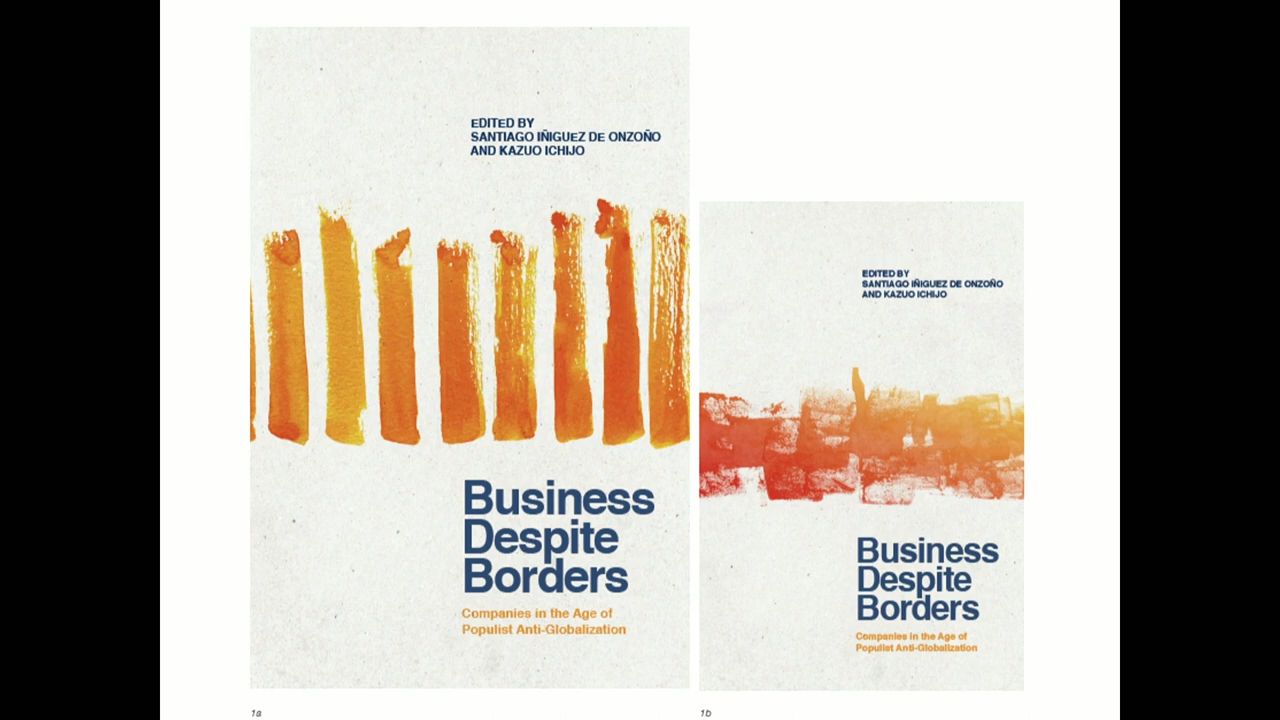 EDITED BY
SANTIAGO IÑIGUEZ DE ONZOÑO
AND KAZUO ICHIJO
Business
Despite
Borders
Companies in the Age of
Populist Anti-Globalization
1a
EDITED BY
SANTIAGO IÑIGUEZ DE ONZOÑO
AND KAZUO ICHIJO
Business
Despite
Borders
Companies in the Age of
Populist Anti-Globalization
1b